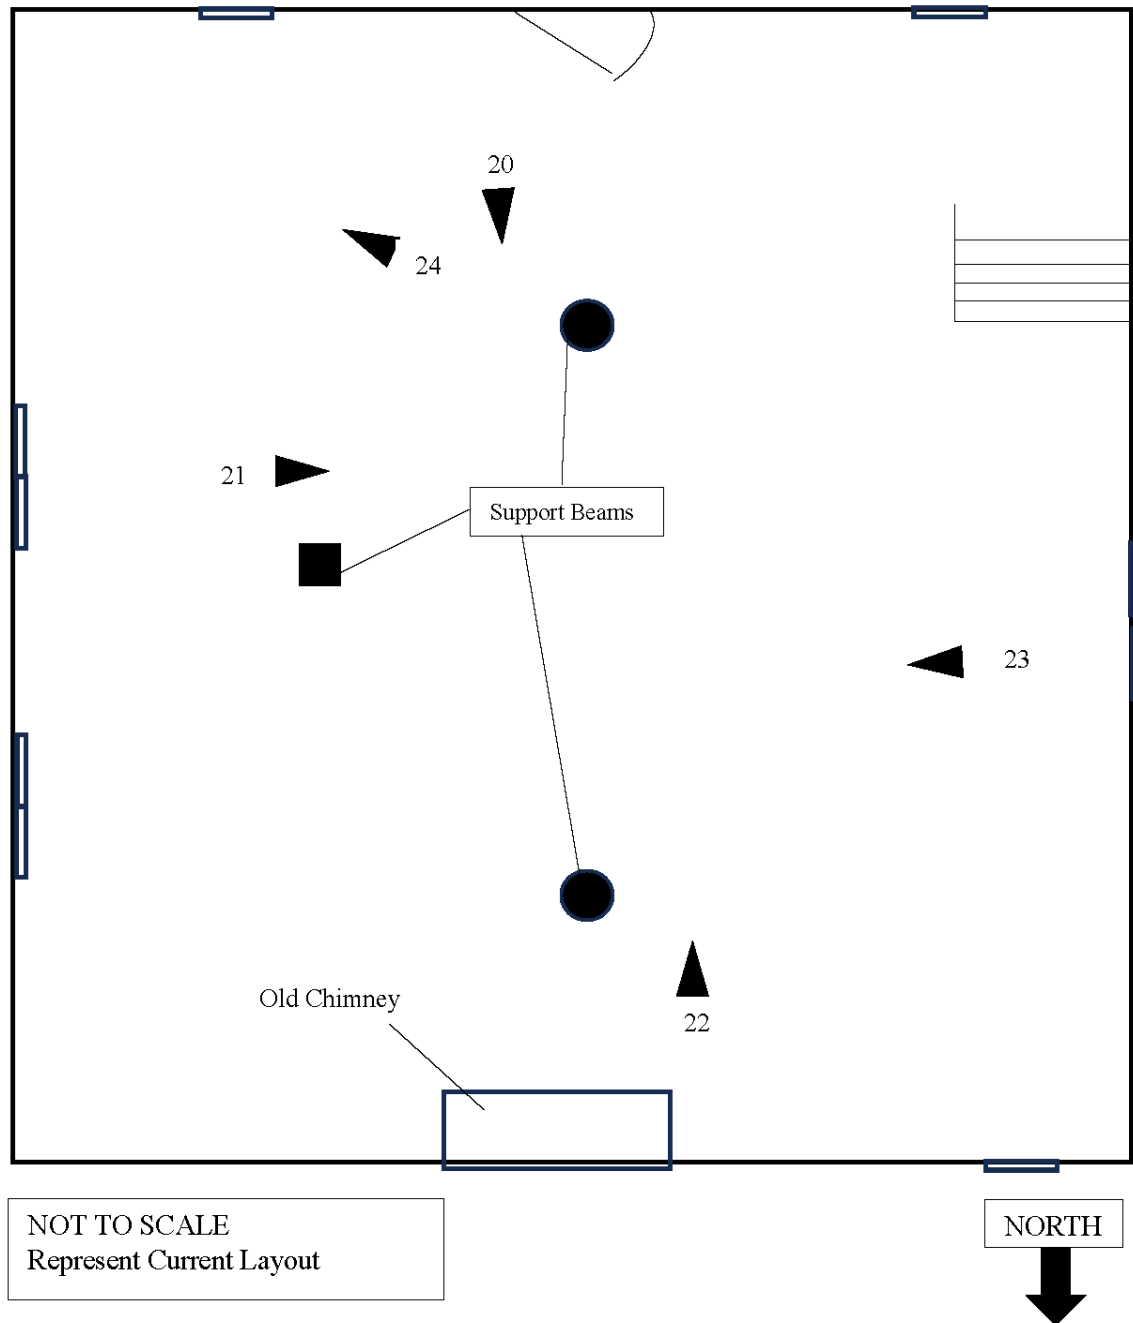 20
24
21
Support Beams
23
Old Chimney
22
NOT TO SCALE
Represent Current Layout
NORTH